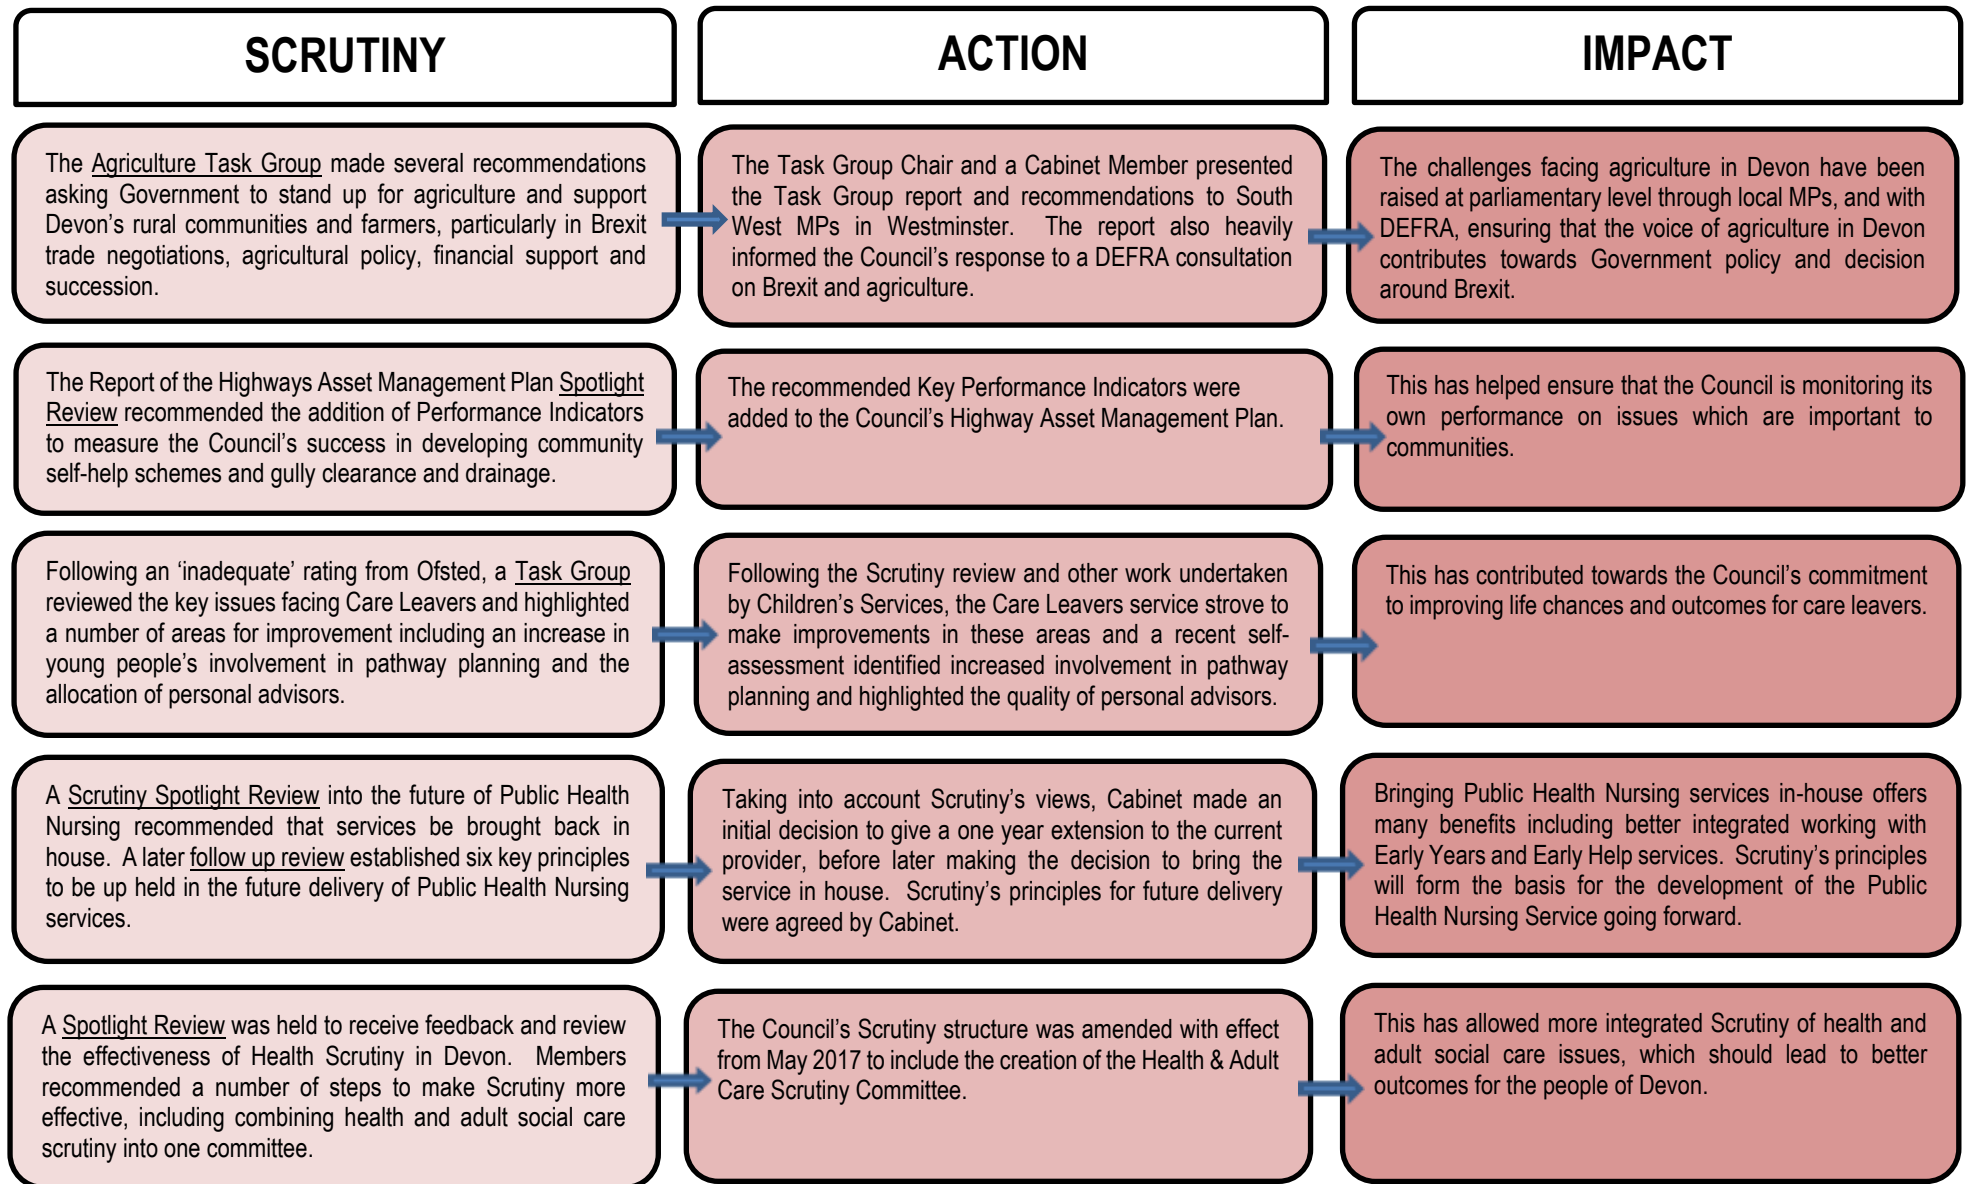 SCRUTINY
ACTION
IMPACT
The Agriculture Task Group made several recommendations
asking Government to stand up for agriculture and support
Devon’s rural communities and farmers, particularly in Brexit
trade negotiations, agricultural policy, financial support and
succession.
The Task Group Chair and a Cabinet Member presented
the Task Group report and recommendations to South
West MPs in Westminster. The report also heavily
informed the Council’s response to a DEFRA consultation
on Brexit and agriculture.
The challenges facing agriculture in Devon have been
raised at parliamentary level through local MPs, and with
DEFRA, ensuring that the voice of agriculture in Devon
contributes towards Government policy and decision
around Brexit.
The Report of the Highways Asset Management Plan Spotlight
Review recommended the addition of Performance Indicators
to measure the Council’s success in developing community
self-help schemes and gully clearance and drainage.
The recommended Key Performance Indicators were
added to the Council’s Highway Asset Management Plan.
This has helped ensure that the Council is monitoring its
own performance on issues which are important to
communities.
Following an ‘inadequate’ rating from Ofsted, a Task Group
reviewed the key issues facing Care Leavers and highlighted
a number of areas for improvement including an increase in
young people’s involvement in pathway planning and the
allocation of personal advisors.
Following the Scrutiny review and other work undertaken
by Children’s Services, the Care Leavers service strove to
make improvements in these areas and a recent self-
assessment identified increased involvement in pathway
planning and highlighted the quality of personal advisors.
This has contributed towards the Council’s commitment
to improving life chances and outcomes for care leavers.
A Scrutiny Spotlight Review into the future of Public Health
Nursing recommended that services be brought back in
house. A later follow up review established six key principles
to be up held in the future delivery of Public Health Nursing
services.
Taking into account Scrutiny’s views, Cabinet made an
initial decision to give a one year extension to the current
provider, before later making the decision to bring the
service in house. Scrutiny’s principles for future delivery
were agreed by Cabinet.
Bringing Public Health Nursing services in-house offers
many benefits including better integrated working with
Early Years and Early Help services. Scrutiny’s principles
will form the basis for the development of the Public
Health Nursing Service going forward.
A Spotlight Review was held to receive feedback and review
the effectiveness of Health Scrutiny in Devon. Members
recommended a number of steps to make Scrutiny more
effective, including combining health and adult social care
scrutiny into one committee.
The Council’s Scrutiny structure was amended with effect
from May 2017 to include the creation of the Health & Adult
Care Scrutiny Committee.
This has allowed more integrated Scrutiny of health and
adult social care issues, which should lead to better
outcomes for the people of Devon.